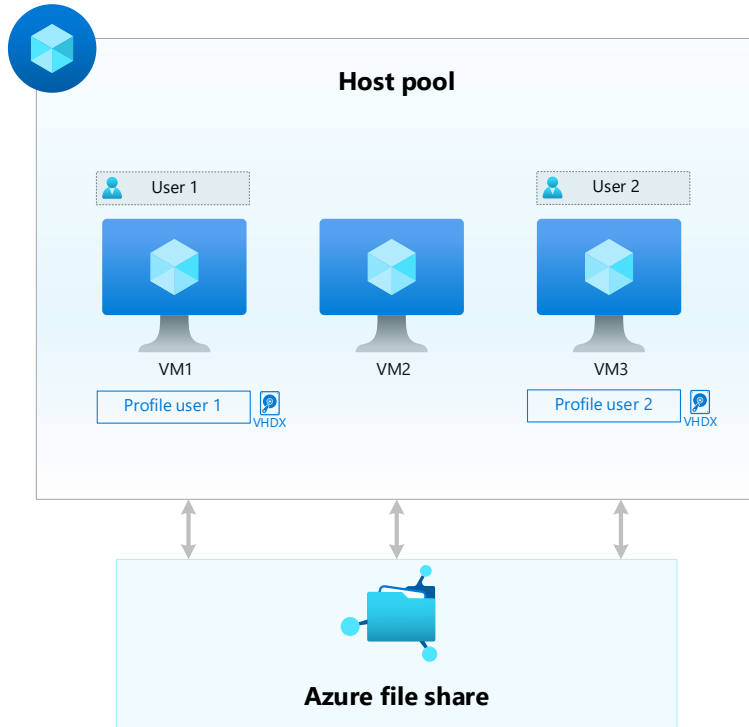 Host pool
User 1
User 2
VM1
VM2
VM3
Profile user 1
VHDX
Profile user 2
VHDX
Azure file share